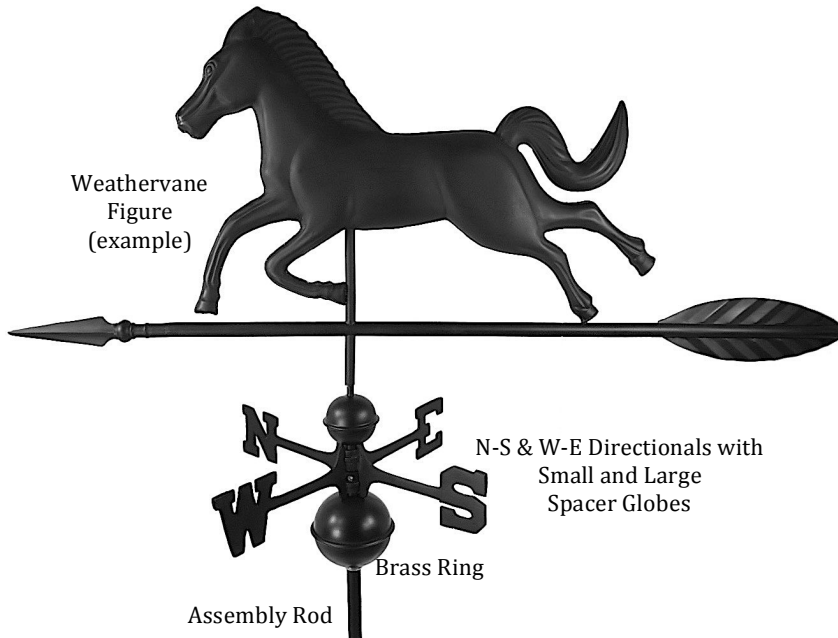 Weathervane
Figure
(example)
N
E
N-S & W-E Directionals with
Small and Large
Spacer Globes
W
S
Brass Ring
Assembly Rod